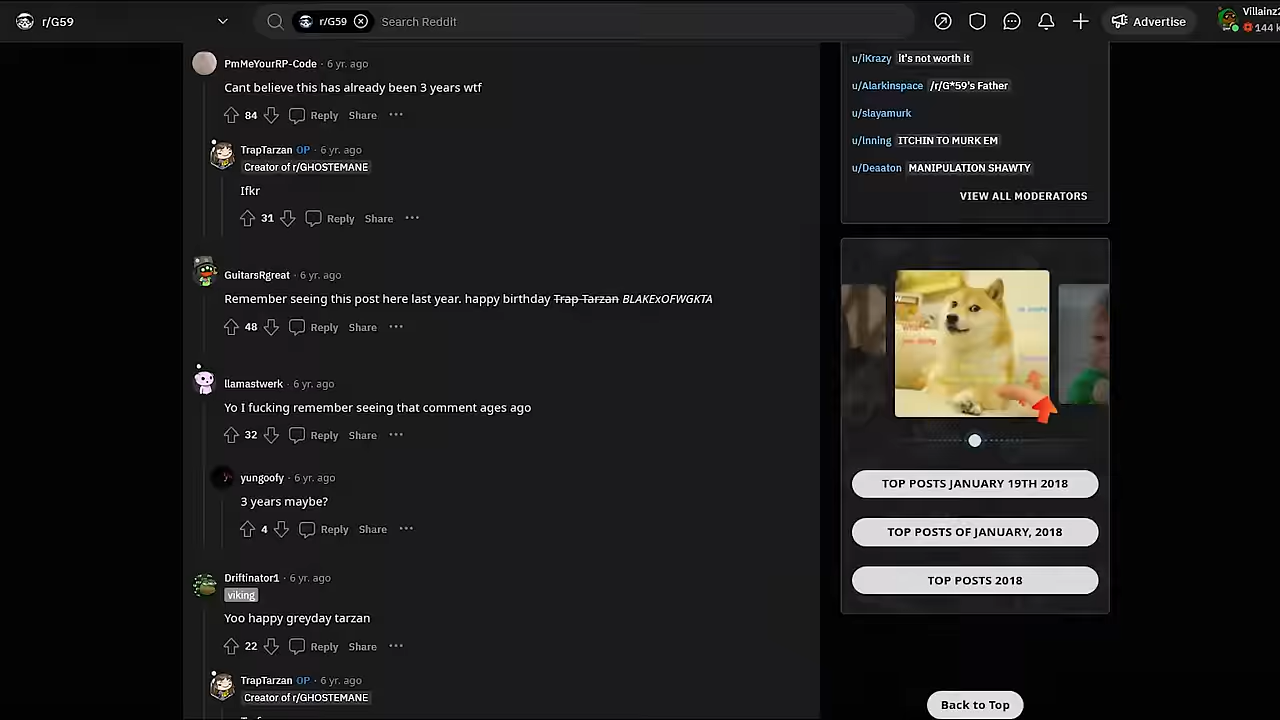 r/G59
r/G59
Search Reddit
Advertise
Villainz2
144 k
PmMeYourRP-Code · 6 yr. ago
Cant believe this has already been 3 years wtf
84 Reply Share ···
TrapTarzan OP · 6 yr. ago
Creator of r/GHOSTEMANE
Ifkr
31 Reply Share ···
GuitarsRgreat · 6 yr. ago
Remember seeing this post here last year. happy birthday Trap Tarzan BLAKExOFWGKTA
48 Reply Share ···
llamastwerk · 6 yr. ago
Yo I fucking remember seeing that comment ages ago
32 Reply Share ···
yungoofy · 6 yr. ago
3 years maybe?
4 Reply Share ···
Driftinator1 · 6 yr. ago
viking
Yoo happy greyday tarzan
22 Reply Share ···
TrapTarzan OP · 6 yr. ago
Creator of r/GHOSTEMANE
u/iKrazy it's not worth it
u/Alarkinspace /r/G*59's Father
u/slayamurk
u/Inning ITCHIN TO MURK EM
u/Deaaton MANIPULATION SHAWTY
VIEW ALL MODERATORS
TOP POSTS JANUARY 19TH 2018
TOP POSTS OF JANUARY, 2018
TOP POSTS 2018
Back to Top